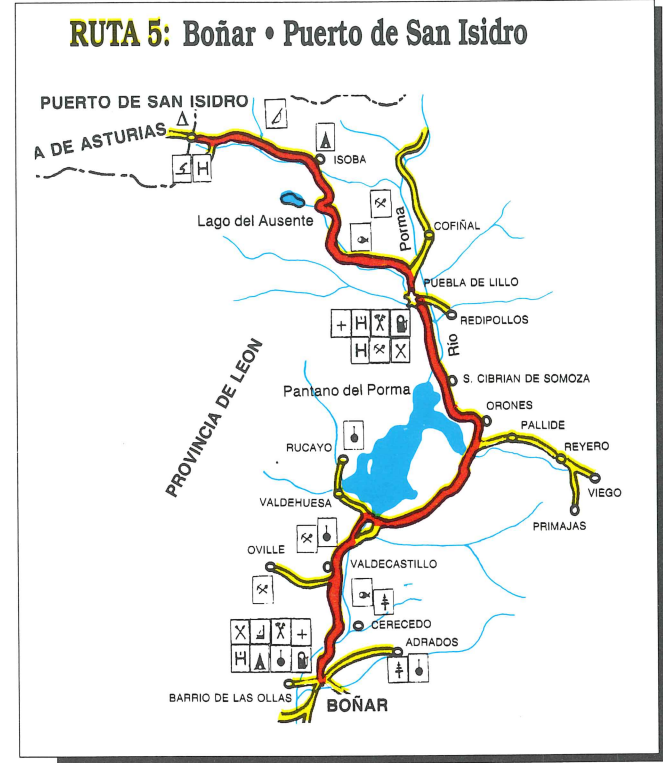 RUTA 5: Boñar • Puerto de San Isidro
PUERTO DE SAN ISIDRO
A DE ASTURIAS
ISOBA
H
Lago del Ausente
Porma
COFIÑAL
PUEBLA DE LILLO
REDIPOLLOS
+ H
H
Río
S. CIBRIAN DE SOMOZA
Pantano del Porma
ORONES
PALLIDE
REYERO
PROVINCIA DE LEON
RUCAYO
VIEGO
VALDEHUESA
PRIMAJAS
OVILLE
VALDECASTILLO
CERECEDO
+
H
ADRADOS
BARRIO DE LAS OLLAS
BOÑAR